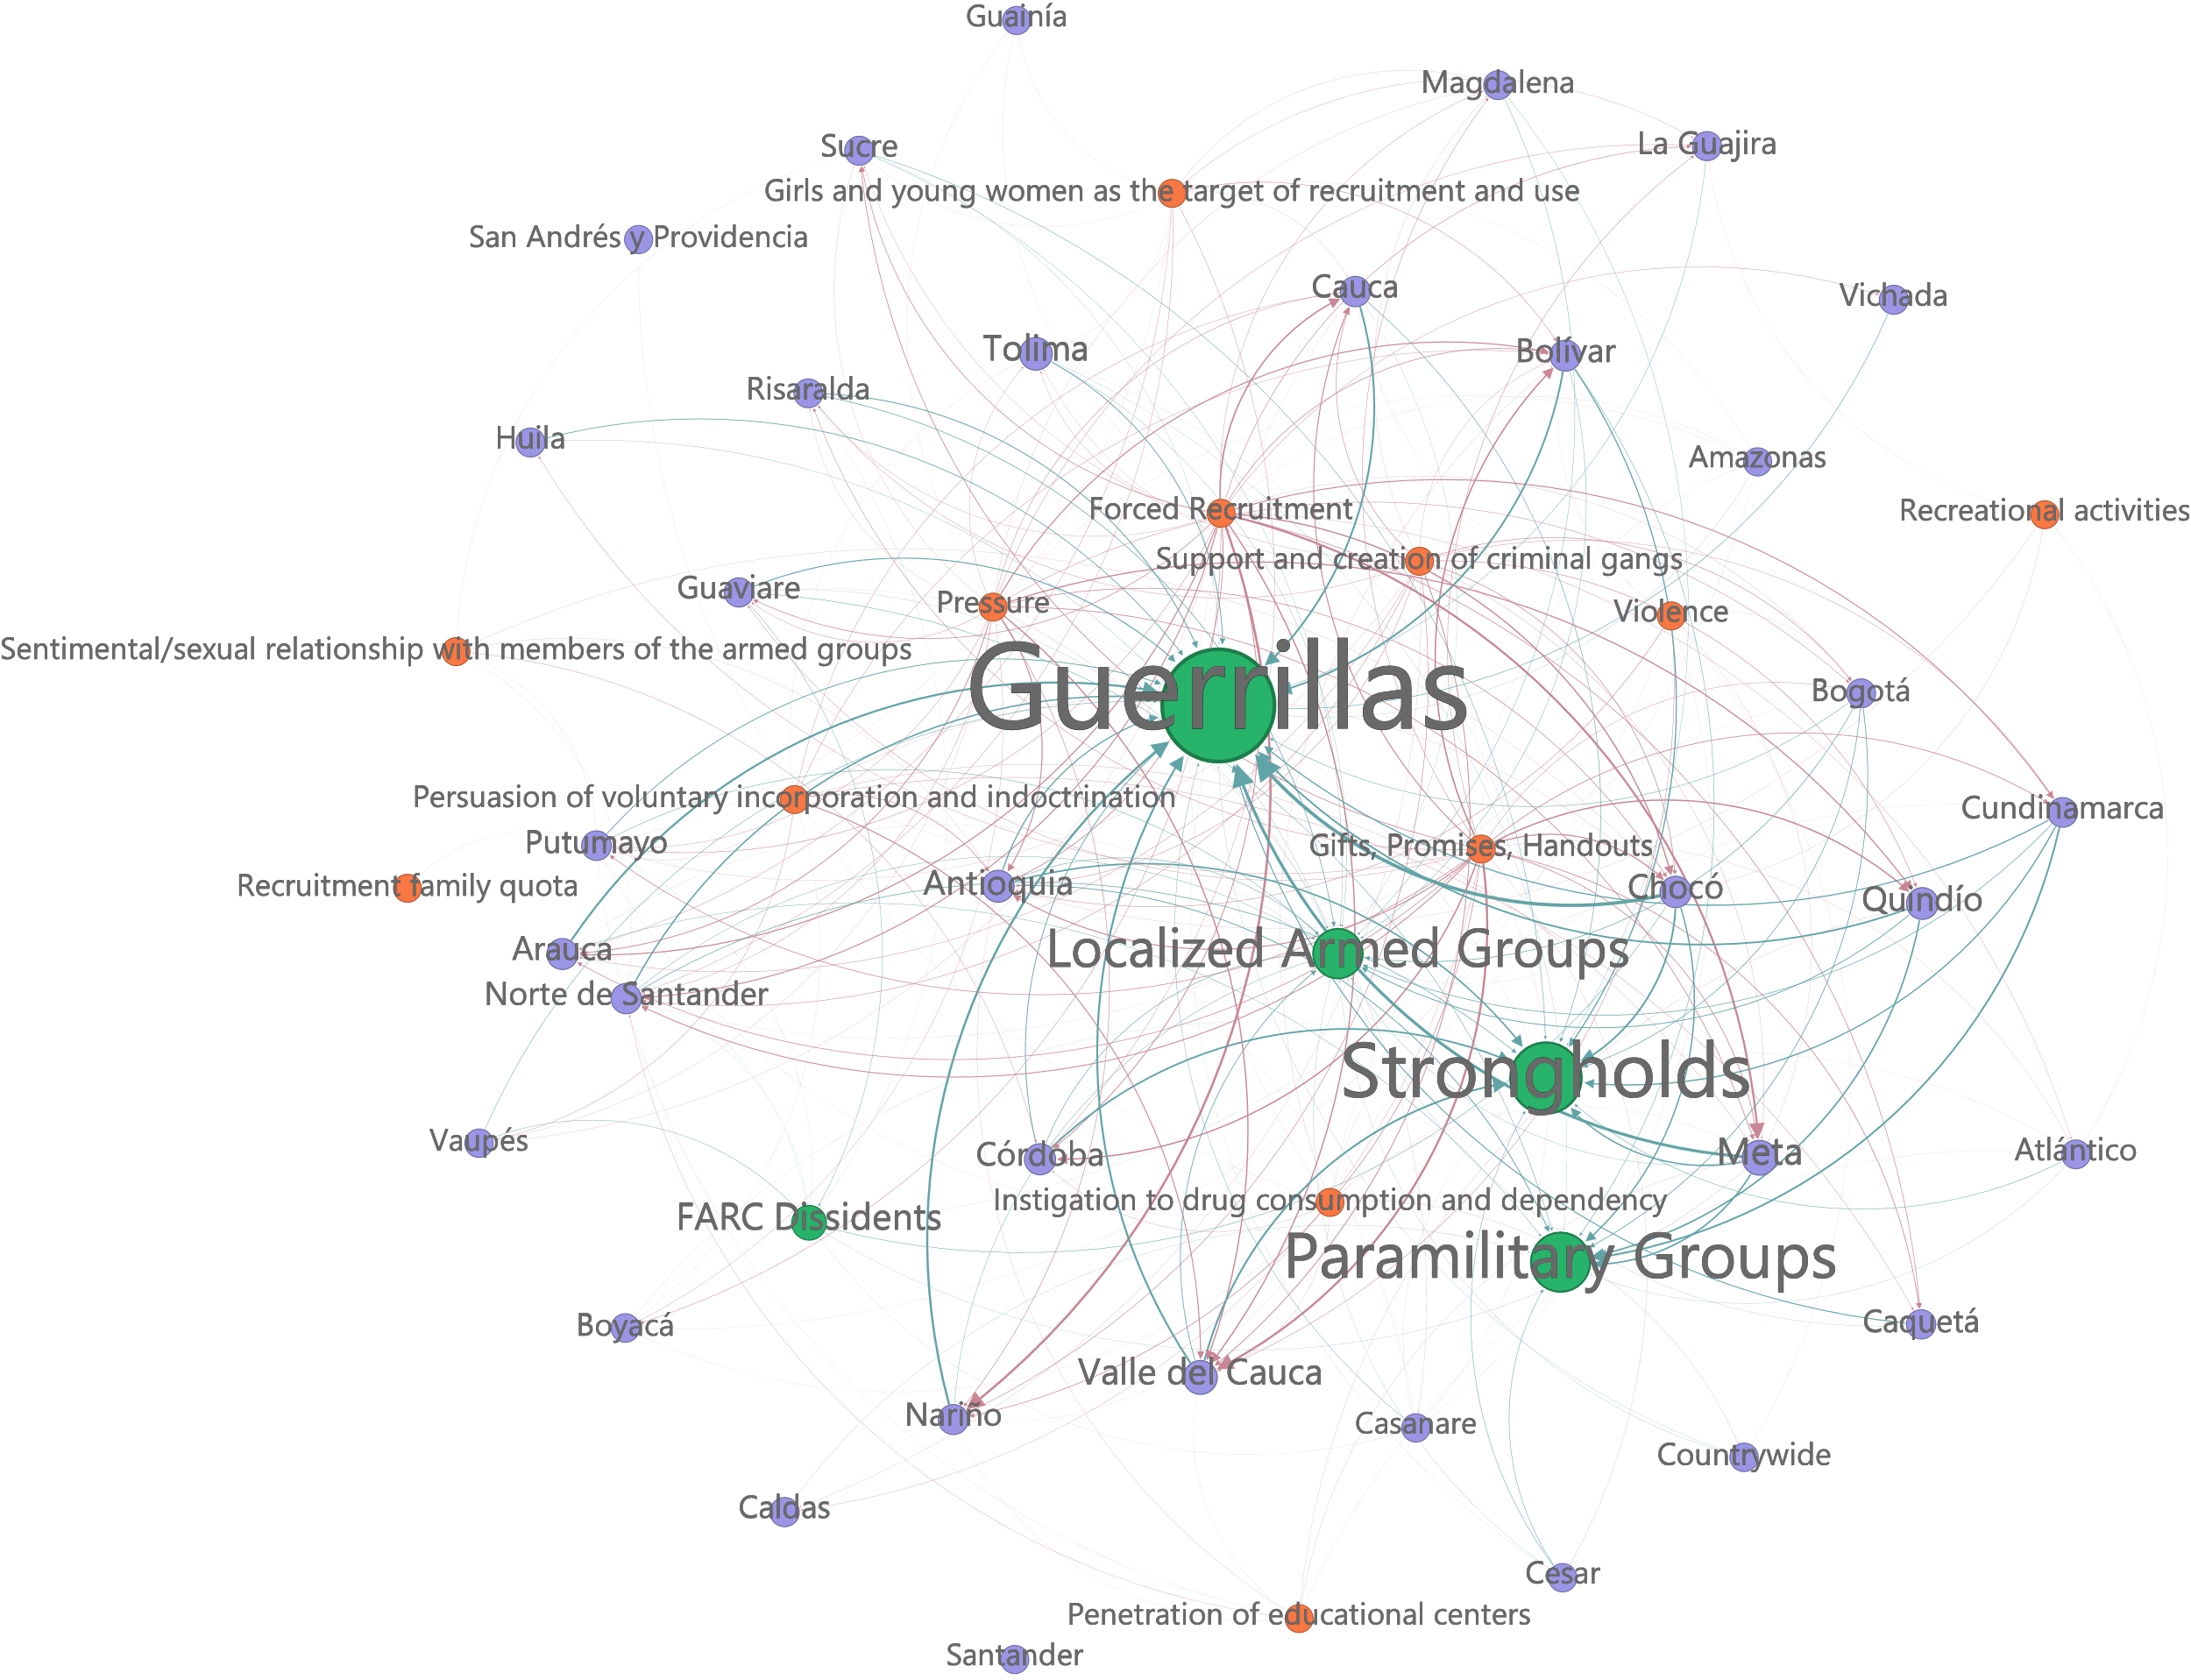 Guainía
Magdalena
La Guajira
Sucre
Girls and young women as the target of recruitment and use
San Andrés y Providencia
Cauca
Vichada
Tolima
Bolívar
Risaralda
Huila
Amazonas
Forced Recruitment
Recreational activities
Support and creation of criminal gangs
Guaviare
Pressure
Violence
Sentimental/sexual relationship with members of the armed groups
Guerrillas
Bogotá
Persuasion of voluntary incorporation and indoctrination
Cundinamarca
Putumayo
Gifts, Promises, Handouts
Recruitment family quota
Antioquia
Chocó
Quindío
Arauca
Localized Armed Groups
Norte de Santander
Strongholds
Vaupés
Córdoba
Meta
Atlántico
Instigation to drug consumption and dependency
FARC Dissidents
Paramilitary Groups
Boyacá
Caquetá
Valle del Cauca
Nariño
Casanare
Countrywide
Caldas
Cesar
Penetration of educational centers
Santander